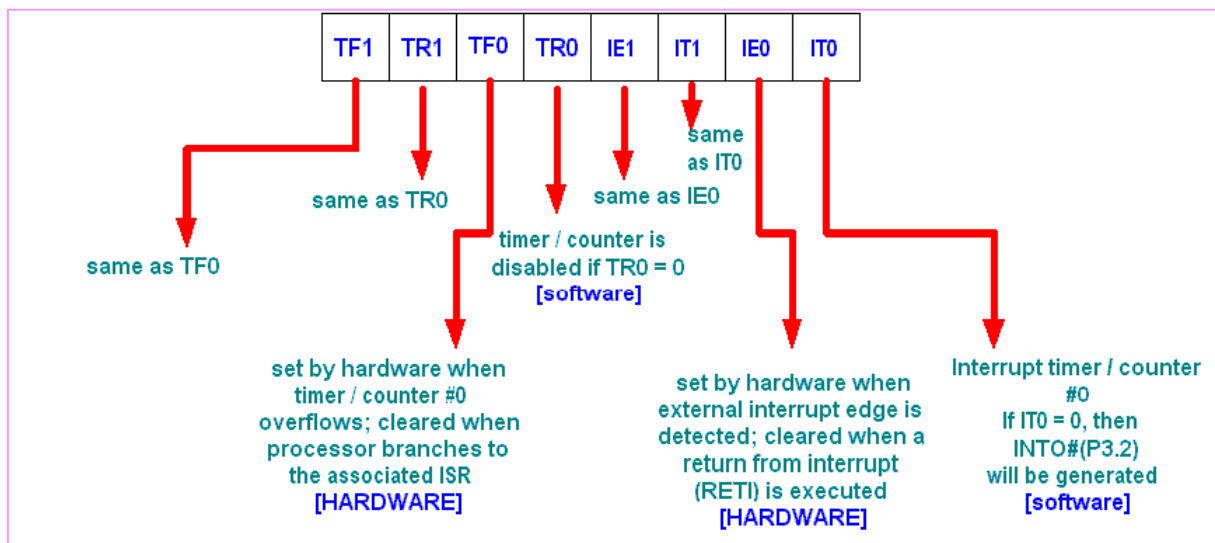 TF1 TR1 TF0 TR0 IE1 IT1 IE0 IT0
same
as IT0
same as TR0
same as IE0
same as TF0
timer / counter is
disabled if TR0 = 0
[software]
set by hardware when
timer / counter #0
overflows; cleared when
processor branches to
the associated ISR
[HARDWARE]
set by hardware when
external interrupt edge is
detected; cleared when a
return from interrupt
(RETI) is executed
[HARDWARE]
Interrupt timer / counter
#0
If IT0 = 0, then
INTO#(P3.2)
will be generated
[software]